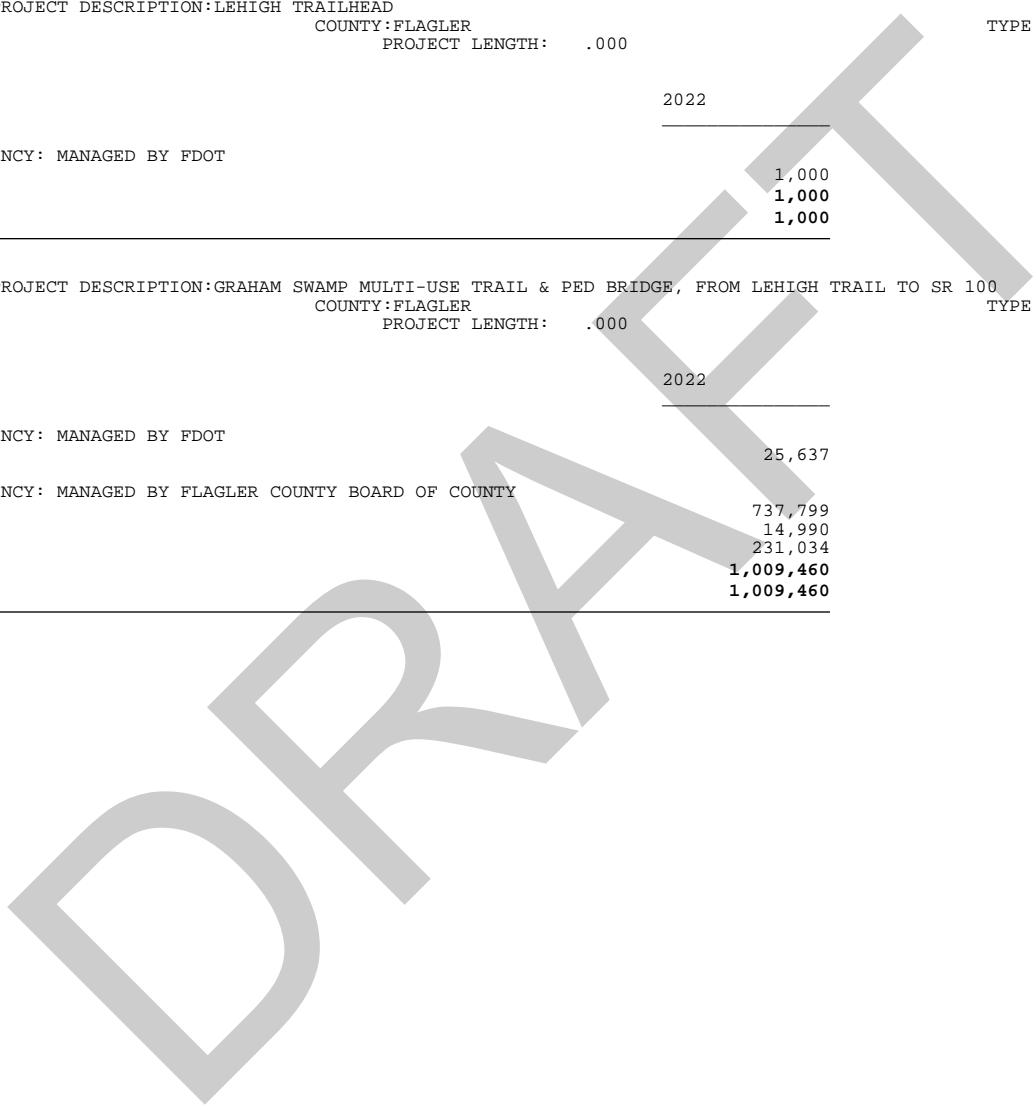 ROJECT DESCRIPTION:LEHIGH TRAILHEAD
COUNTY:FLAGLER TYPE
PROJECT LENGTH: .000
2022
NCY: MANAGED BY FDOT
1,000
1,000
1,000
ROJECT DESCRIPTION:GRAHAM SWAMP MULTI-USE TRAIL & PED BRIDGE, FROM LEHIGH TRAIL TO SR 100
COUNTY:FLAGLER TYPE
PROJECT LENGTH: .000
2022
NCY: MANAGED BY FDOT
25,637
NCY: MANAGED BY FLAGLER COUNTY BOARD OF COUNTY
737,799
14,990
231,034
1,009,460
1,009,460
DRAFT